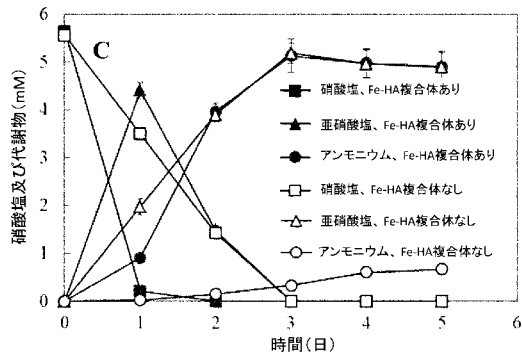 C
硝酸塩及び代謝物(mM)
6
5
4
3
2
1
0
硝酸塩、Fe-HA複合体あり
亜硝酸塩、Fe-HA複合体あり
アンモニウム、Fe-HA複合体あり
硝酸塩、Fe-HA複合体なし
亜硝酸塩、Fe-HA複合体なし
アンモニウム、Fe-HA複合体なし
0 1 2 3 4 5 6
時間(日)